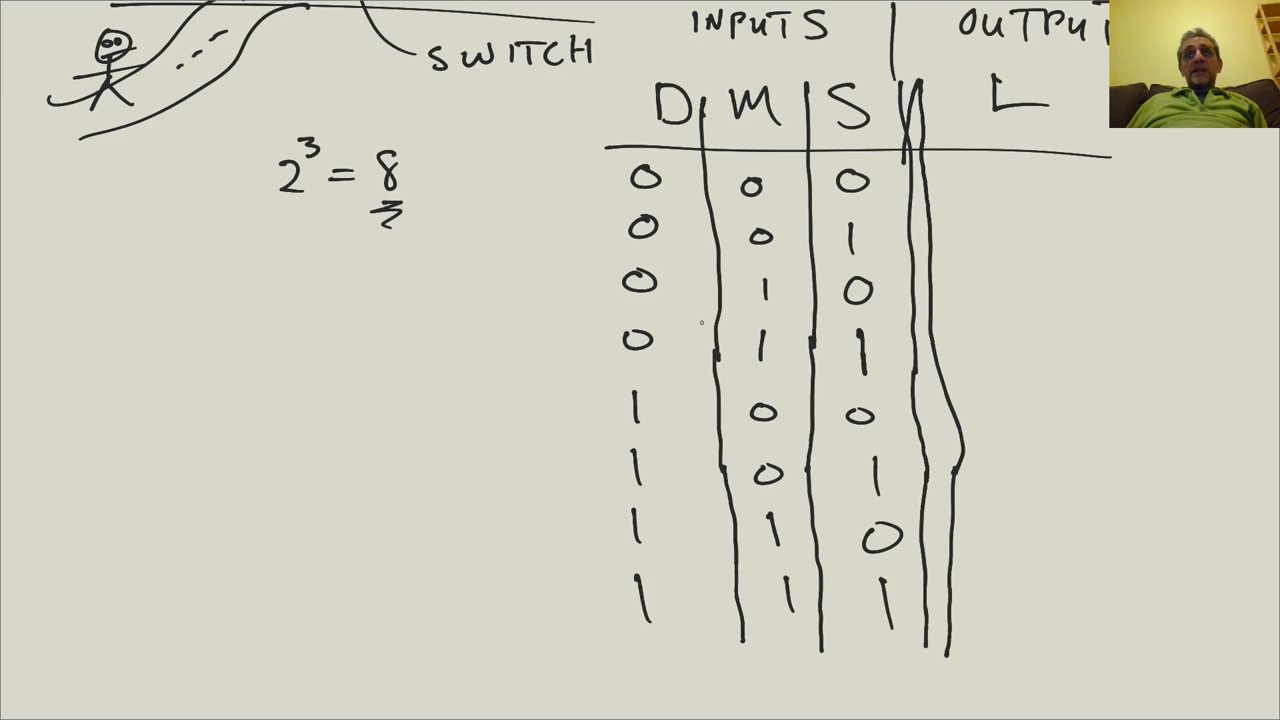 SWITCH
2³ = 8
INPUTS OUTPUT
D M S L
0 0 0
0 0 1
0 1 0
0 1 1
1 0 0
1 0 1
1 1 0
1 1 1